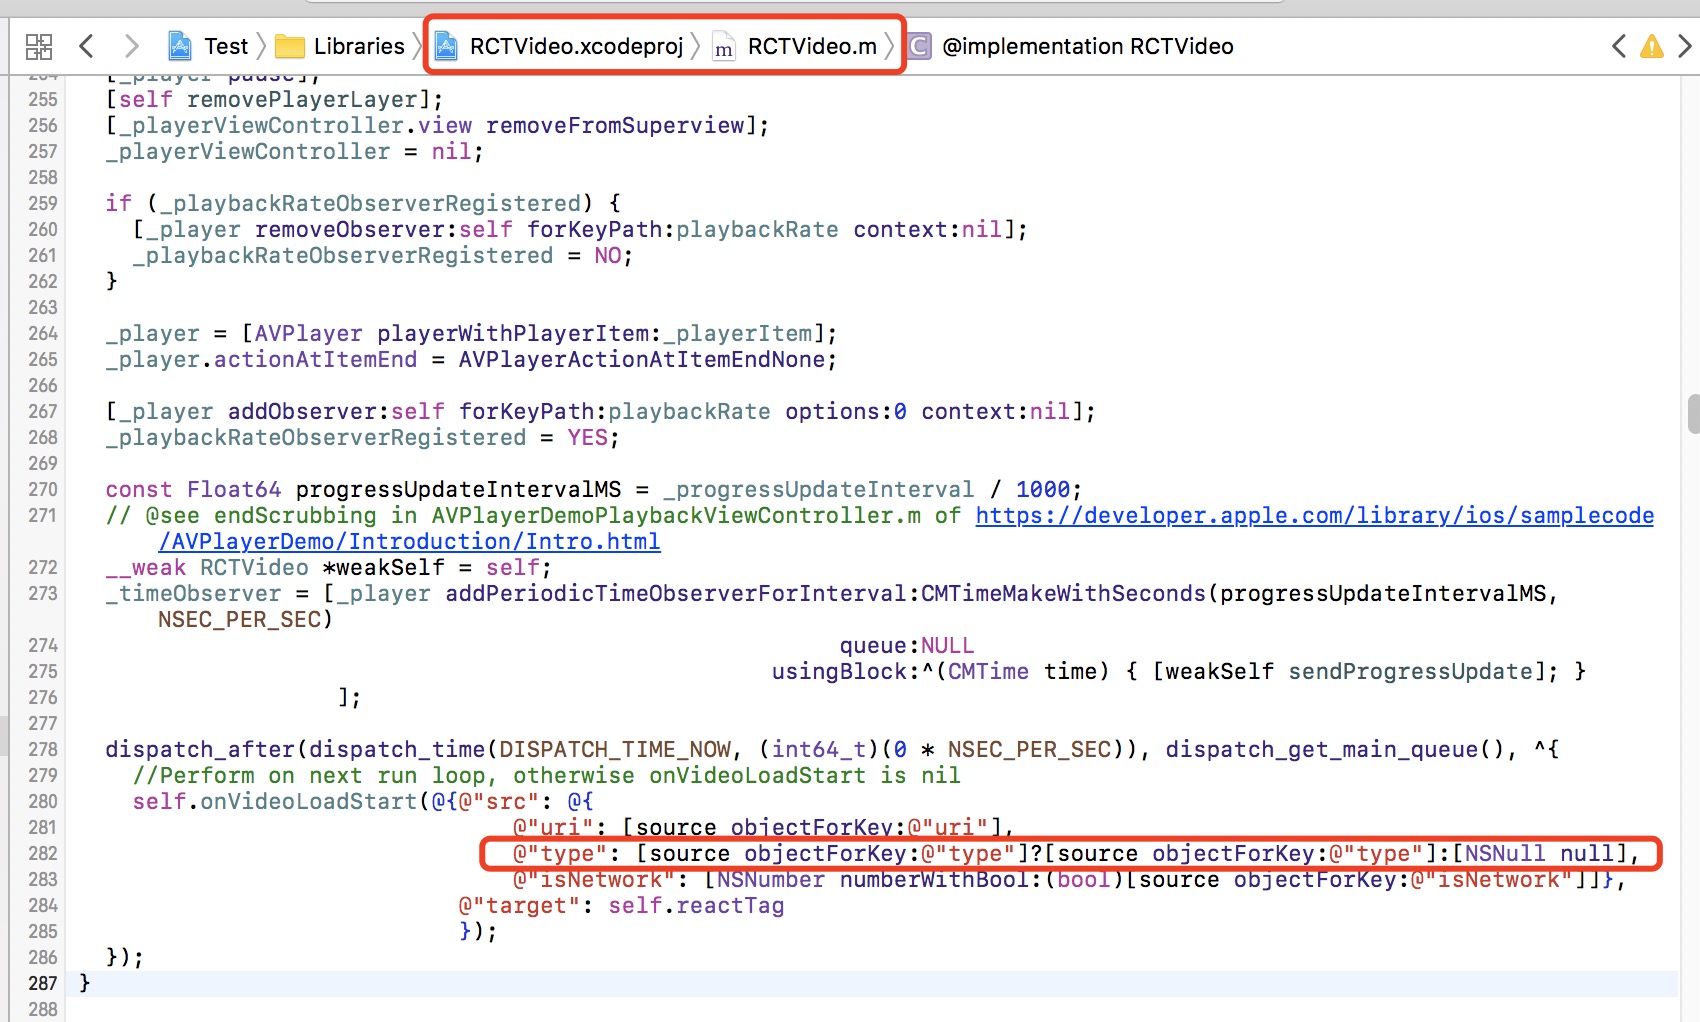 Test Libraries RCTVideo.xcodeproj m RCTVideo.m C @implementation RCTVideo
254 [_player pause];
255 [self removePlayerLayer];
256 [_playerViewController.view removeFromSuperview];
257 _playerViewController = nil;
258
259 if (_playbackRateObserverRegistered) {
260 [_player removeObserver:self forKeyPath:playbackRate context:nil];
261 _playbackRateObserverRegistered = NO;
262 }
263
264 _player = [AVPlayer playerWithPlayerItem:_playerItem];
265 _player.actionAtItemEnd = AVPlayerActionAtItemEndNone;
266
267 [_player addObserver:self forKeyPath:playbackRate options:0 context:nil];
268 _playbackRateObserverRegistered = YES;
269
270 const Float64 progressUpdateIntervalMS = _progressUpdateInterval / 1000;
271 // @see endScrubbing in AVPlayerDemoPlaybackViewController.m of https://developer.apple.com/library/ios/samplecode
/AVPlayerDemo/Introduction/Intro.html
272 __weak RCTVideo *weakSelf = self;
273 _timeObserver = [_player addPeriodicTimeObserverForInterval:CMTimeMakeWithSeconds(progressUpdateIntervalMS,
NSEC_PER_SEC)
274 queue:NULL
275 usingBlock:^(CMTime time) { [weakSelf sendProgressUpdate]; }
276 ];
277
278 dispatch_after(dispatch_time(DISPATCH_TIME_NOW, (int64_t)(0 * NSEC_PER_SEC)), dispatch_get_main_queue(), ^{
279 //Perform on next run loop, otherwise onVideoLoadStart is nil
280 self.onVideoLoadStart(@{@"src": @{
281 @"uri": [source objectForKey:@"uri"],
282 @"type": [source objectForKey:@"type"]?[source objectForKey:@"type"]:[NSNull null],
283 @"isNetwork": [NSNumber numberWithBool:(bool)[source objectForKey:@"isNetwork"]]},
284 @"target": self.reactTag
285 });
286 });
287 }
288